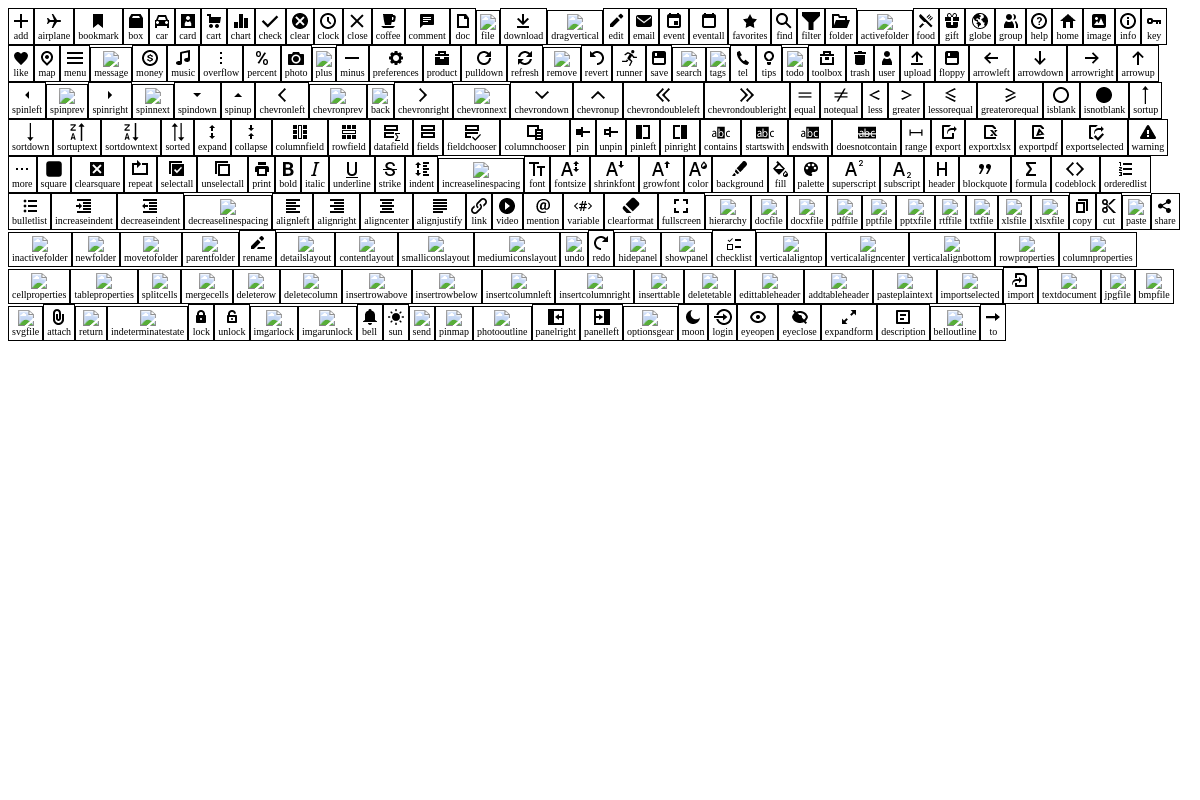 add airplane bookmark box car card cart chart check clear clock close coffee comment doc file download dragvertical edit email event eventall favorites find filter folder activefolder food gift globe group help home image info key
like map menu message money music overflow percent photo plus minus preferences product pulldown refresh remove revert runner save search tags tel tips todo toolbox trash user upload floppy arrowleft arrowdown arrowright arrowup
spinleft spinprev spinright spinnext spindown spinup chevronleft chevronprev back chevronright chevronnext chevrondown chevronup chevrondoubleleft chevrondoubleright equal notequal less greater lessorequal greaterorequal isblank isnotblank sortup
sortdown sortuptext sortdowntext sorted expand collapse columnfield rowfield datafield fields fieldchooser columnchooser pin unpin pinleft pinright contains startswith endswith doesnotcontain range export exportxlsx exportpdf exportselected warning
more square clearsquare repeat selectall unselectall print bold italic underline strike indent increaselinespacing font fontsize shrinkfont growfont color background fill palette superscript subscript header blockquote formula codeblock orderedlist
bulletlist increaseindent decreaseindent decreaselinespacing alignleft alignright aligncenter alignjustify link video mention variable clearformat fullscreen hierarchy docfile docxfile pdffile pptfile pptxfile rtffile txtfile xlsfile xlsxfile copy cut paste share
inactivefolder newfolder movetofolder parentfolder rename detailslayout contentlayout smalliconslayout mediumiconslayout undo redo hidepanel showpanel checklist verticalaligntop verticalaligncenter verticalalignbottom rowproperties columnproperties
cellproperties tableproperties splitcells mergecells deleterow deletecolumn insertrowabove insertrowbelow insertcolumnleft insertcolumnright inserttable deletetable edittableheader addtableheader pasteplaintext importselected import textdocument jpgfile bmpfile
svgfile attach return indeterminatestate lock unlock imgarlock imgarunlock bell sun send pinmap photooutline panelright panelleft optionsgear moon login eyeopen eyeclose expandform description belloutline to